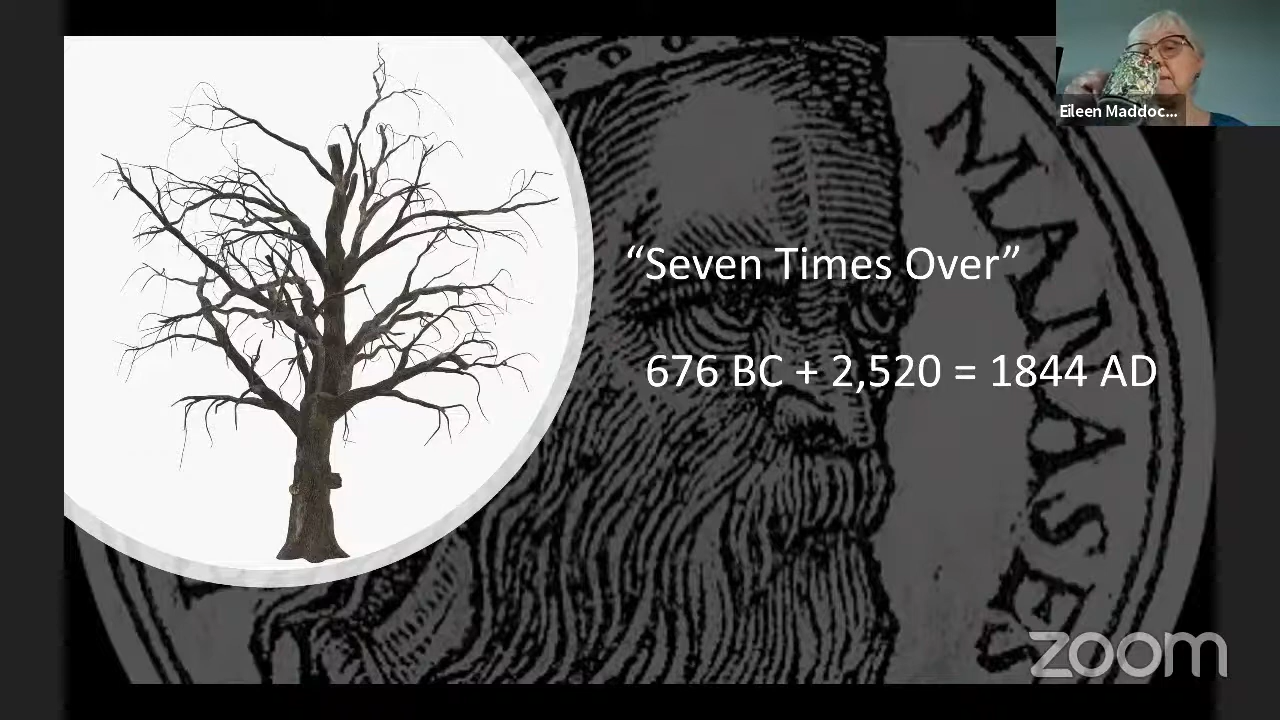 Eileen Maddoc...
MANASES
“Seven Times Over”
676 BC + 2,520 = 1844 AD
zoom